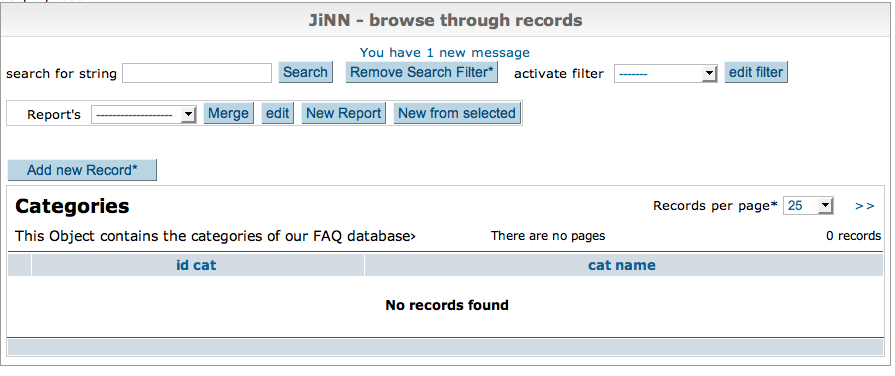 JiNN - browse through records
You have 1 new message
search for string Search Remove Search Filter* activate filter ------- edit filter
Report's ------------------- Merge edit New Report New from selected
Add new Record*
Categories Records per page* 25 >>
This Object contains the categories of our FAQ database› There are no pages 0 records
id cat cat name
No records found